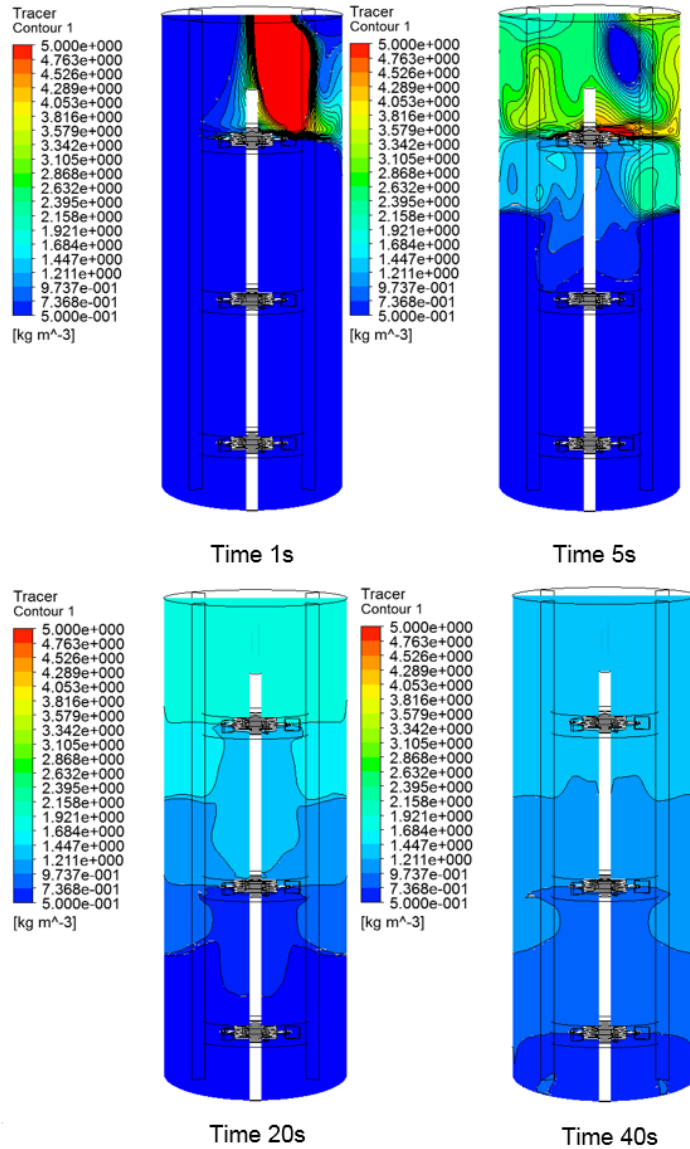 Tracer
Contour 1
5.000e+000
4.763e+000
4.526e+000
4.289e+000
4.053e+000
3.816e+000
3.579e+000
3.342e+000
3.105e+000
2.868e+000
2.632e+000
2.395e+000
2.158e+000
1.921e+000
1.684e+000
1.447e+000
1.211e+000
9.737e-001
7.368e-001
5.000e-001
[kg m^-3]
Time 1s
Tracer
Contour 1
5.000e+000
4.763e+000
4.526e+000
4.289e+000
4.053e+000
3.816e+000
3.579e+000
3.342e+000
3.105e+000
2.868e+000
2.632e+000
2.395e+000
2.158e+000
1.921e+000
1.684e+000
1.447e+000
1.211e+000
9.737e-001
7.368e-001
5.000e-001
[kg m^-3]
Time 5s
Tracer
Contour 1
5.000e+000
4.763e+000
4.526e+000
4.289e+000
4.053e+000
3.816e+000
3.579e+000
3.342e+000
3.105e+000
2.868e+000
2.632e+000
2.395e+000
2.158e+000
1.921e+000
1.684e+000
1.447e+000
1.211e+000
9.737e-001
7.368e-001
5.000e-001
[kg m^-3]
Time 20s
Tracer
Contour 1
5.000e+000
4.763e+000
4.526e+000
4.289e+000
4.053e+000
3.816e+000
3.579e+000
3.342e+000
3.105e+000
2.868e+000
2.632e+000
2.395e+000
2.158e+000
1.921e+000
1.684e+000
1.447e+000
1.211e+000
9.737e-001
7.368e-001
5.000e-001
[kg m^-3]
Time 40s